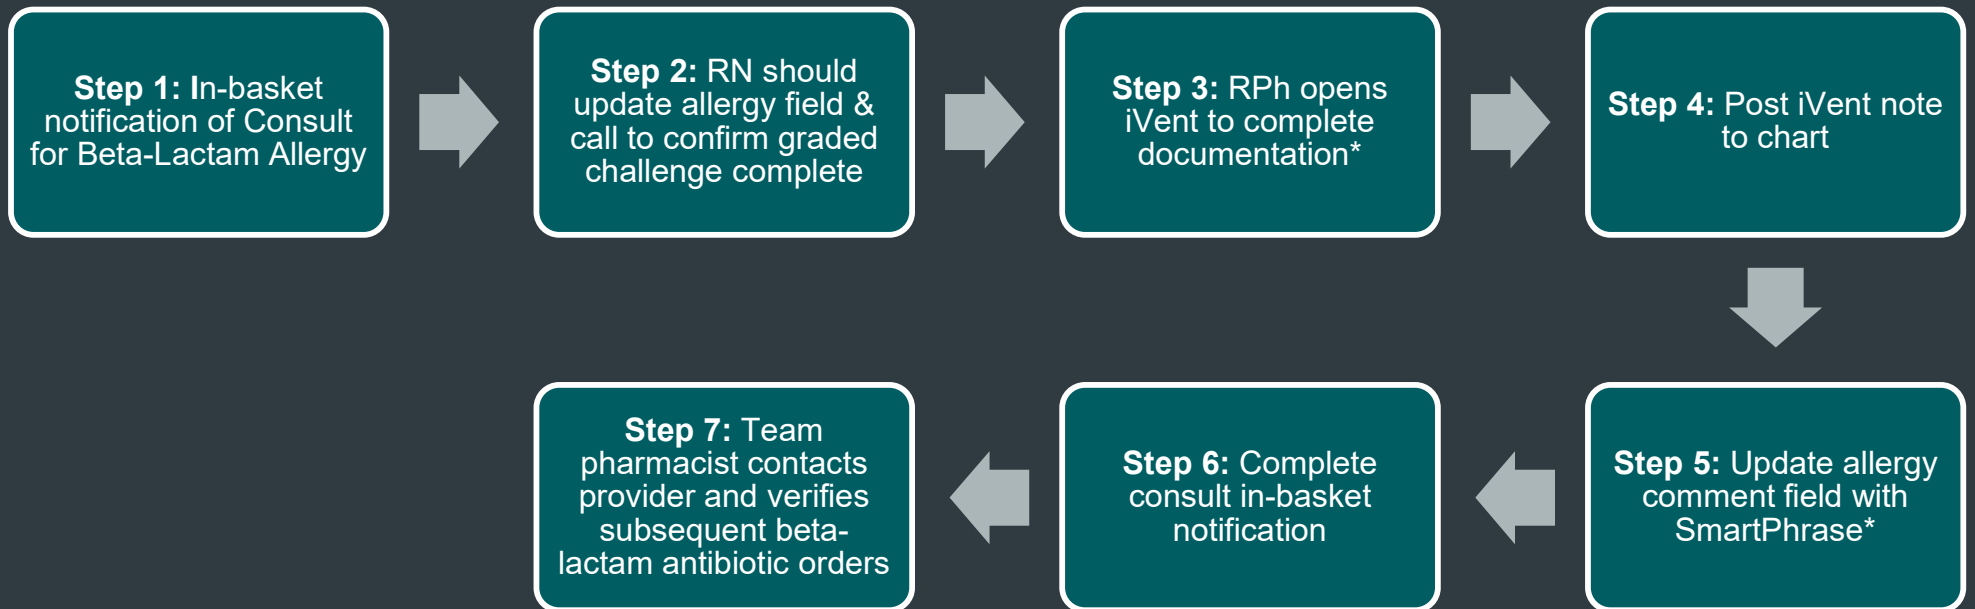 Step 1: In-basket
notification of Consult
for Beta-Lactam Allergy
Step 2: RN should
update allergy field &
call to confirm graded
challenge complete
Step 3: RPh opens
iVent to complete
documentation*
Step 4: Post iVent note
to chart
Step 5: Update allergy
comment field with
SmartPhrase*
Step 6: Complete
consult in-basket
notification
Step 7: Team
pharmacist contacts
provider and verifies
subsequent beta-
lactam antibiotic orders